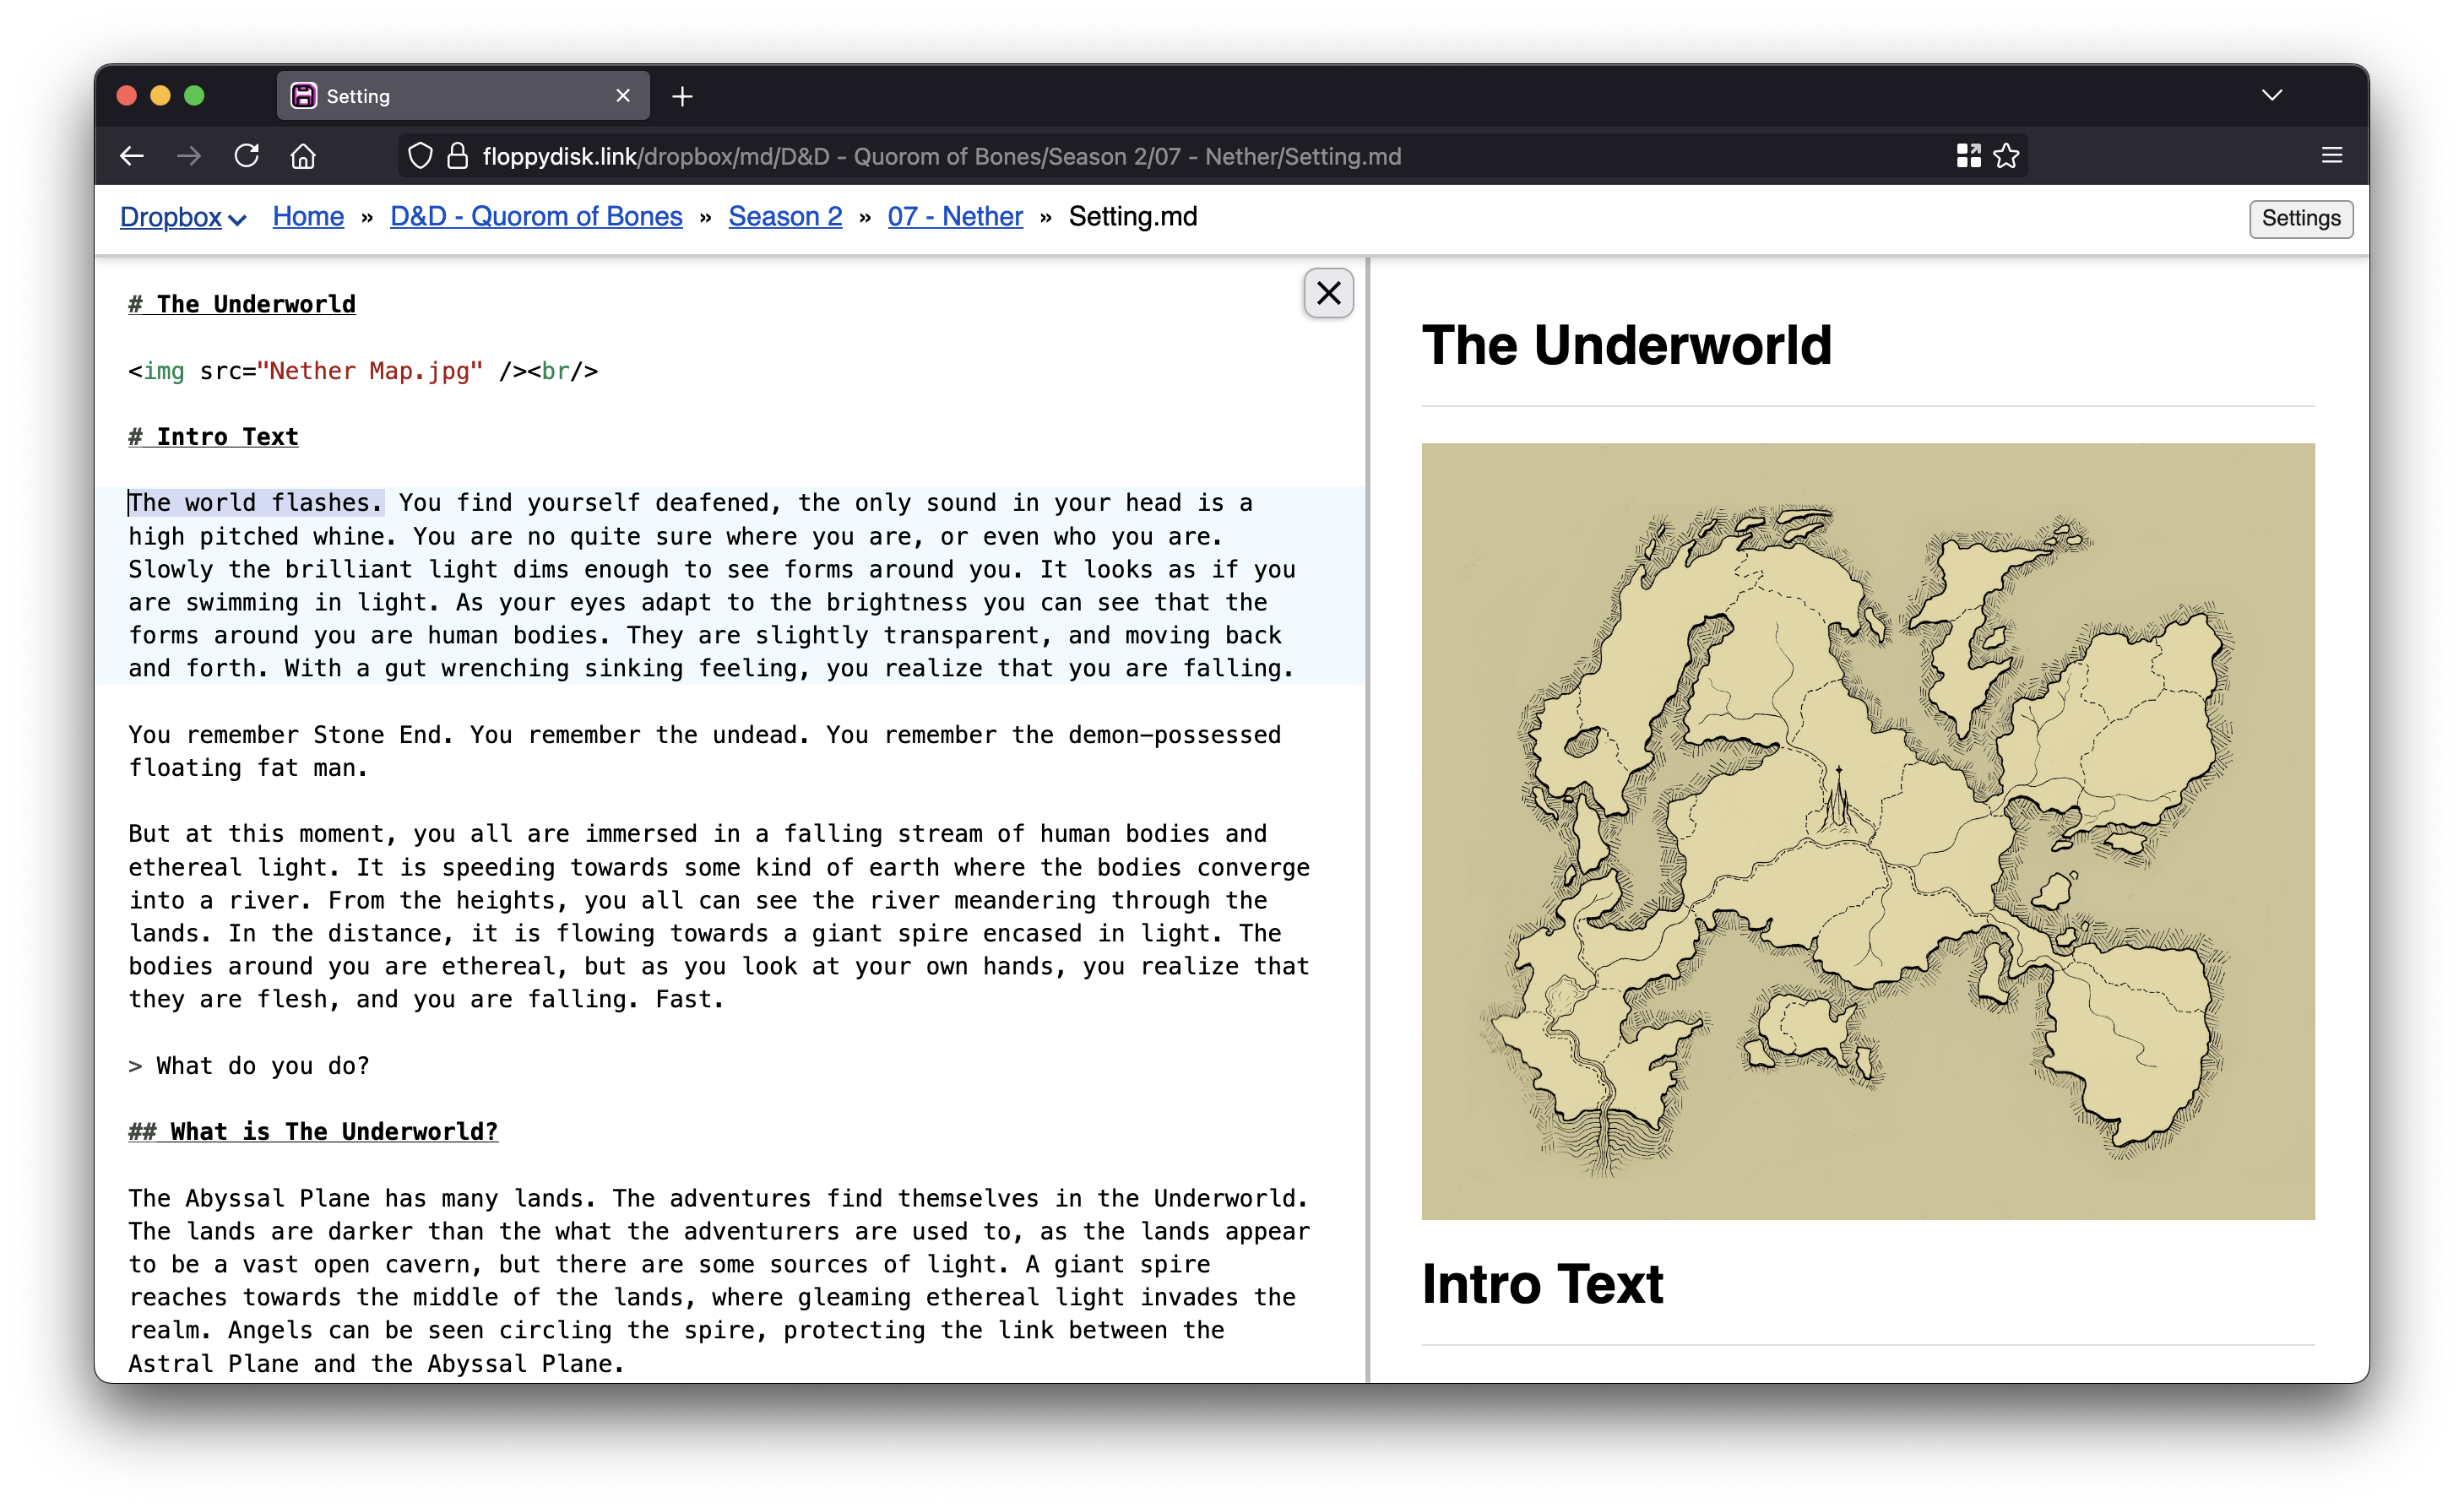 Setting
floppydisk.link/dropbox/md/D&D - Quorom of Bones/Season 2/07 - Nether/Setting.md
Dropbox Home » D&D - Quorom of Bones » Season 2 » 07 - Nether » Setting.md Settings
# The Underworld
<img src="Nether Map.jpg" /><br/>
# Intro Text
The world flashes. You find yourself deafened, the only sound in your head is a
high pitched whine. You are no quite sure where you are, or even who you are.
Slowly the brilliant light dims enough to see forms around you. It looks as if you
are swimming in light. As your eyes adapt to the brightness you can see that the
forms around you are human bodies. They are slightly transparent, and moving back
and forth. With a gut wrenching sinking feeling, you realize that you are falling.
You remember Stone End. You remember the undead. You remember the demon-possessed
floating fat man.
But at this moment, you all are immersed in a falling stream of human bodies and
ethereal light. It is speeding towards some kind of earth where the bodies converge
into a river. From the heights, you all can see the river meandering through the
lands. In the distance, it is flowing towards a giant spire encased in light. The
bodies around you are ethereal, but as you look at your own hands, you realize that
they are flesh, and you are falling. Fast.
> What do you do?
## What is The Underworld?
The Abyssal Plane has many lands. The adventures find themselves in the Underworld.
The lands are darker than the what the adventurers are used to, as the lands appear
to be a vast open cavern, but there are some sources of light. A giant spire
reaches towards the middle of the lands, where gleaming ethereal light invades the
realm. Angels can be seen circling the spire, protecting the link between the
Astral Plane and the Abyssal Plane.
The Underworld
Intro Text